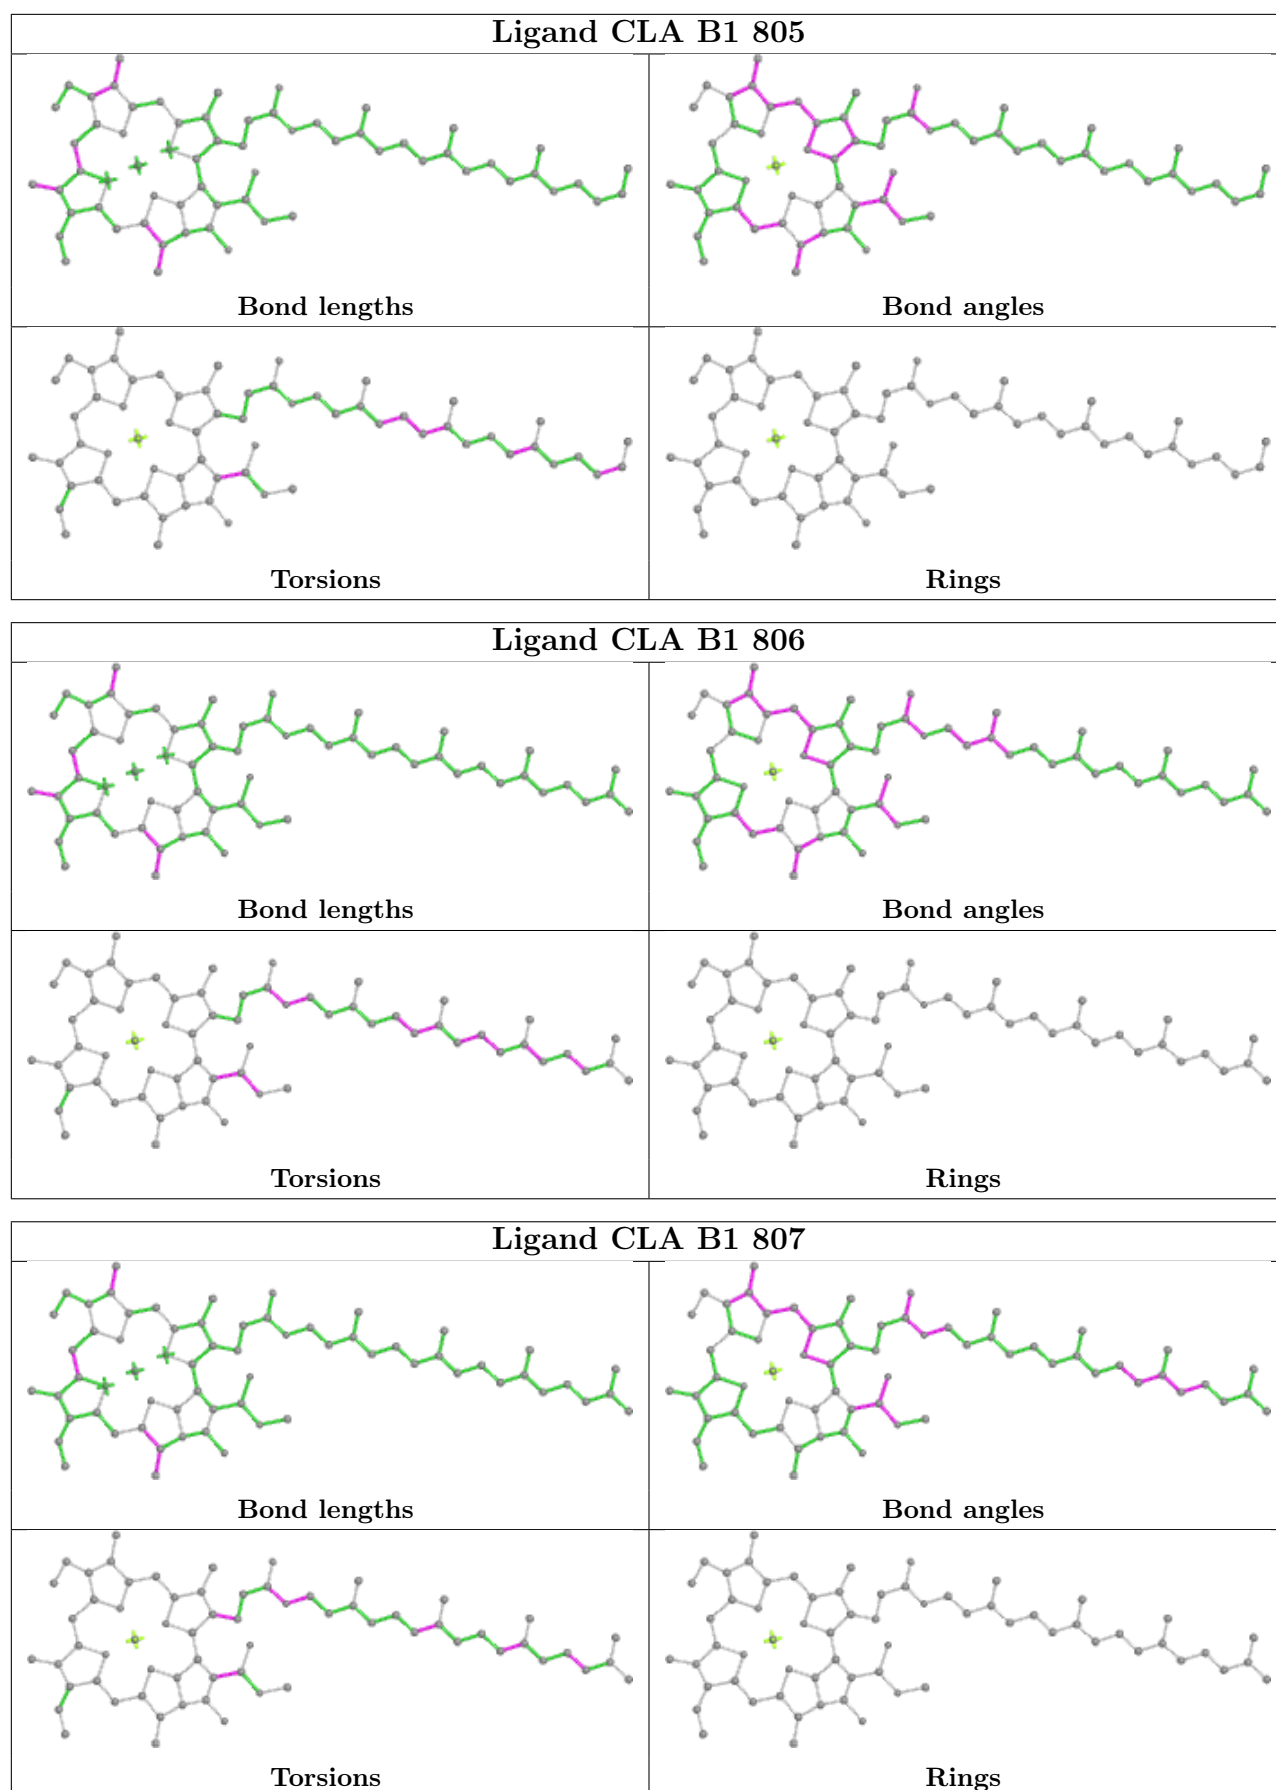 Ligand CLA B1 805
Bond lengths
Bond angles
Torsions
Rings
Ligand CLA B1 806
Bond lengths
Bond angles
Torsions
Rings
Ligand CLA B1 807
Bond lengths
Bond angles
Torsions
Rings